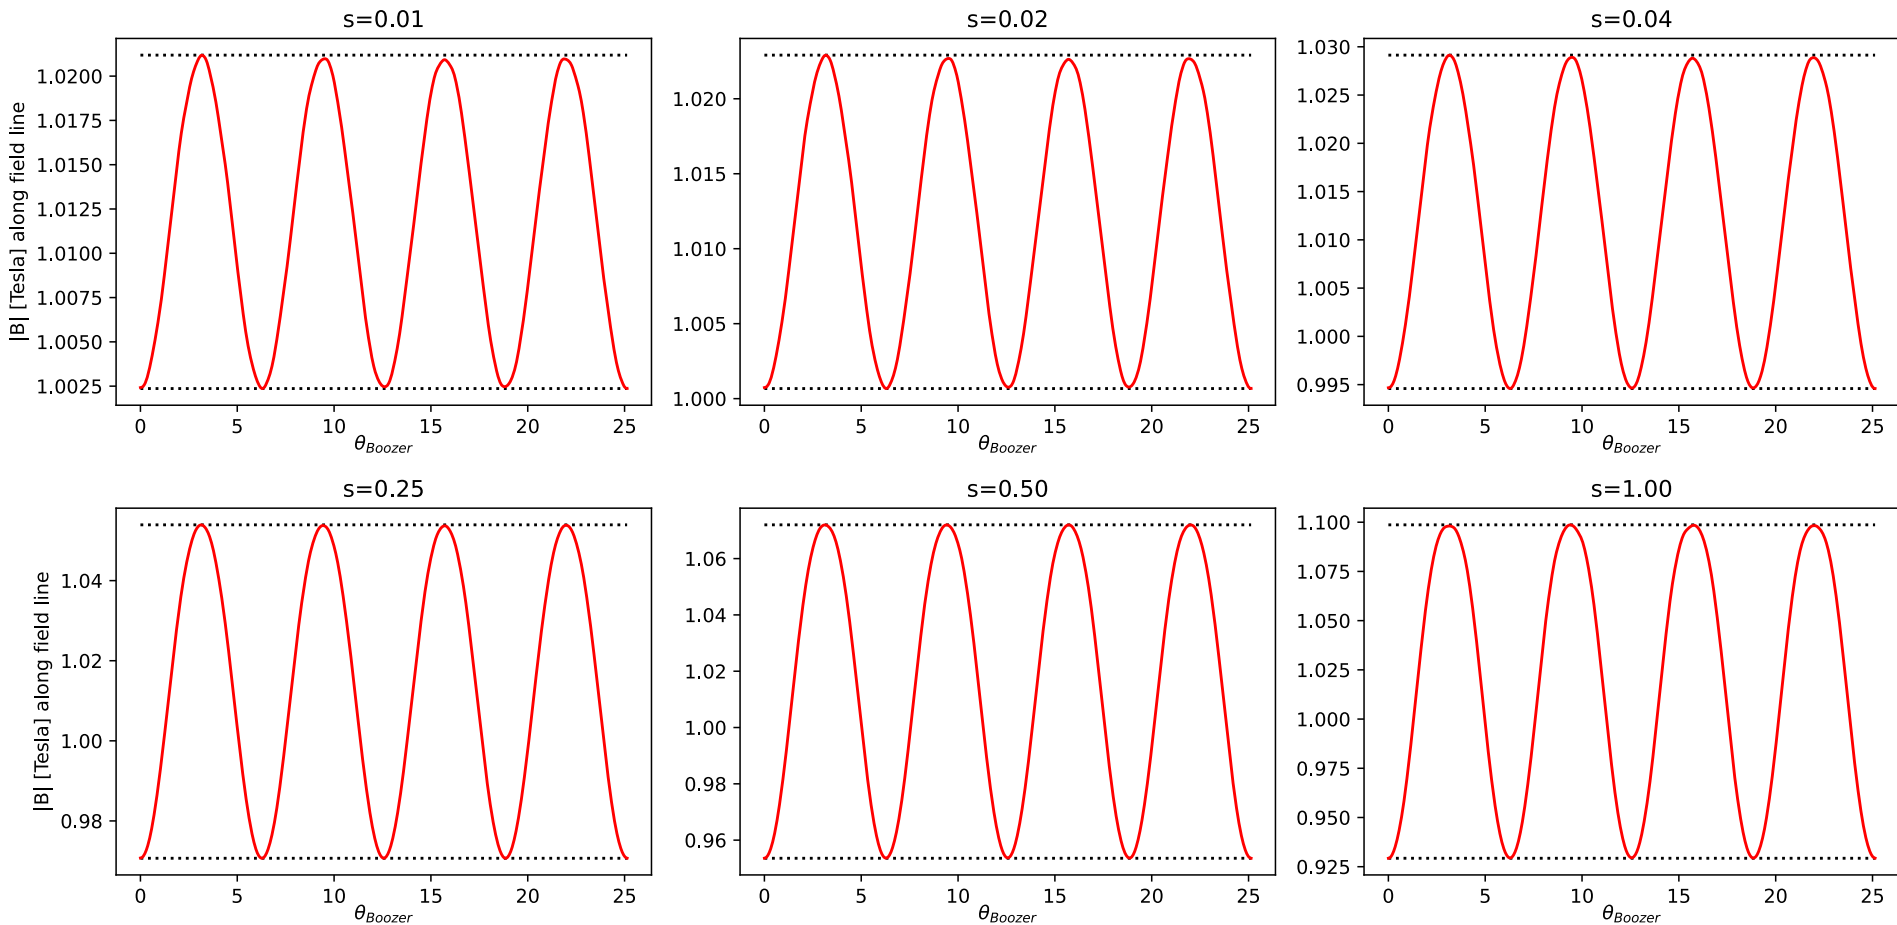 s=0.01
s=0.02
s=0.04
|B| [Tesla] along field line
1.0200
1.0175
1.0150
1.0125
1.0100
1.0075
1.0050
1.0025
0 5 10 15 20 25
θBoozer
1.020
1.015
1.010
1.005
1.000
0 5 10 15 20 25
θBoozer
1.030
1.025
1.020
1.015
1.010
1.005
1.000
0.995
0 5 10 15 20 25
θBoozer
s=0.25
s=0.50
s=1.00
|B| [Tesla] along field line
1.04
1.02
1.00
0.98
0 5 10 15 20 25
θBoozer
1.06
1.04
1.02
1.00
0.98
0.96
0 5 10 15 20 25
θBoozer
1.100
1.075
1.050
1.025
1.000
0.975
0.950
0.925
0 5 10 15 20 25
θBoozer